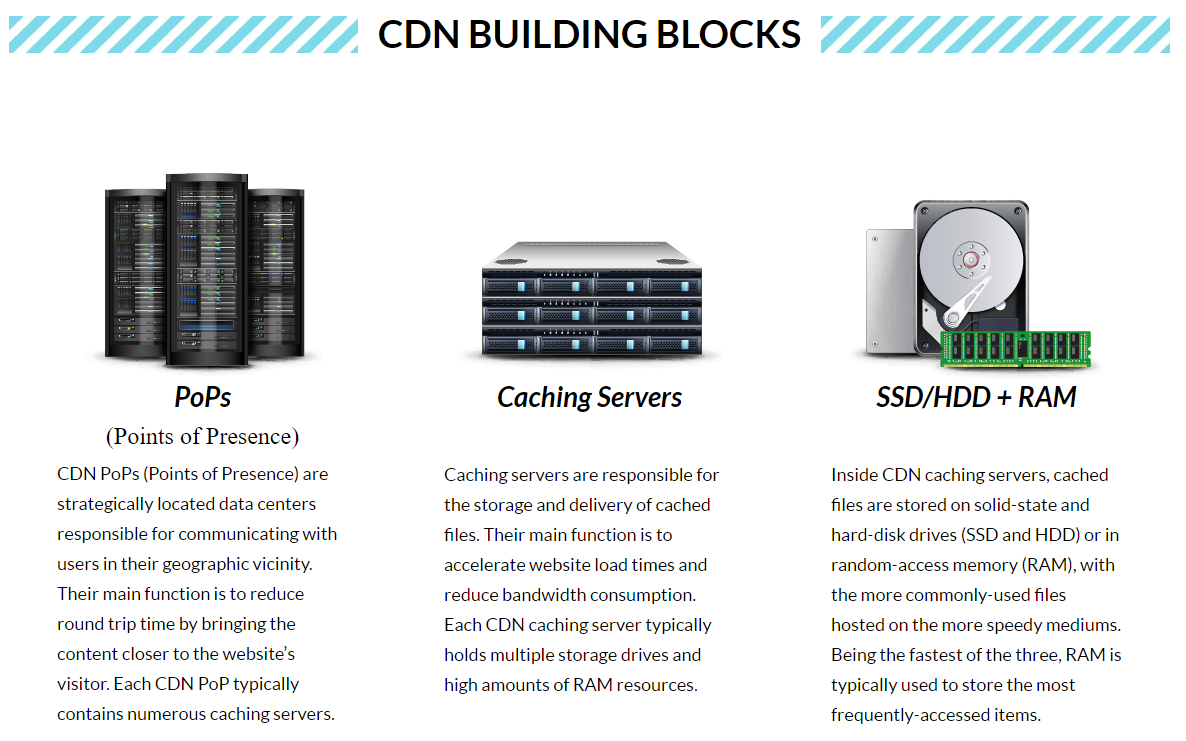 CDN BUILDING BLOCKS
PoPs
(Points of Presence)
CDN PoPs (Points of Presence) are
strategically located data centers
responsible for communicating with
users in their geographic vicinity.
Their main function is to reduce
round trip time by bringing the
content closer to the website’s
visitor. Each CDN PoP typically
contains numerous caching servers.
Caching Servers
Caching servers are responsible for
the storage and delivery of cached
files. Their main function is to
accelerate website load times and
reduce bandwidth consumption.
Each CDN caching server typically
holds multiple storage drives and
high amounts of RAM resources.
SSD/HDD + RAM
Inside CDN caching servers, cached
files are stored on solid-state and
hard-disk drives (SSD and HDD) or in
random-access memory (RAM), with
the more commonly-used files
hosted on the more speedy mediums.
Being the fastest of the three, RAM is
typically used to store the most
frequently-accessed items.